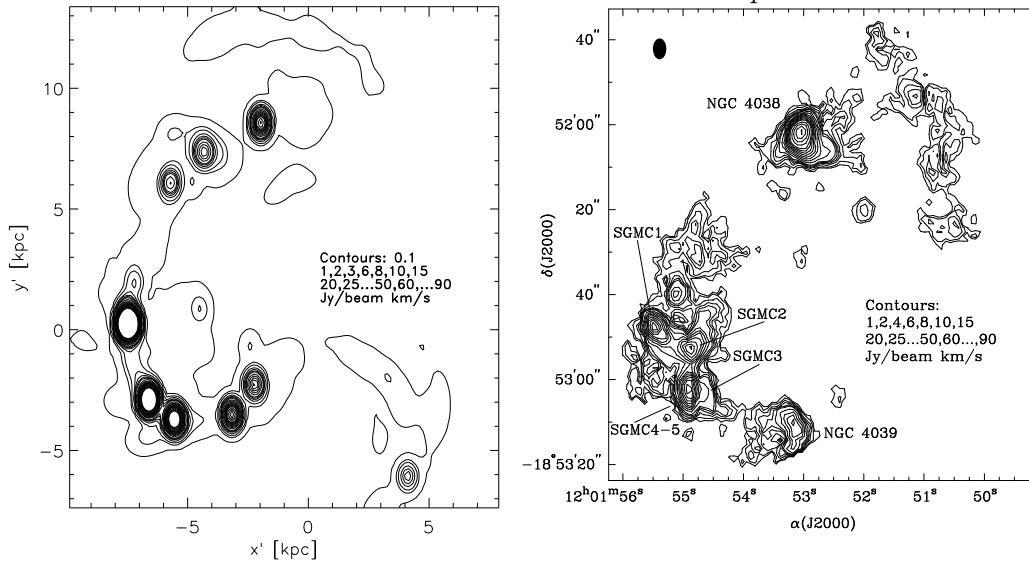 10
5
0
−5
y' [kpc]
−5
0
5
x' [kpc]
Contours: 0.1
1,2,3,6,8,10,15
20,25...50,60,...90
Jy/beam km/s
40"
52'00"
20"
40"
53'00"
−18°53'20"
δ(J2000)
12h01m56s
55s
54s
53s
52s
51s
50s
α(J2000)
NGC 4038
SGMC1
SGMC2
SGMC3
SGMC4−5
NGC 4039
Contours:
1,2,4,6,8,10,15
20,25...50,60...,90
Jy/beam km/s